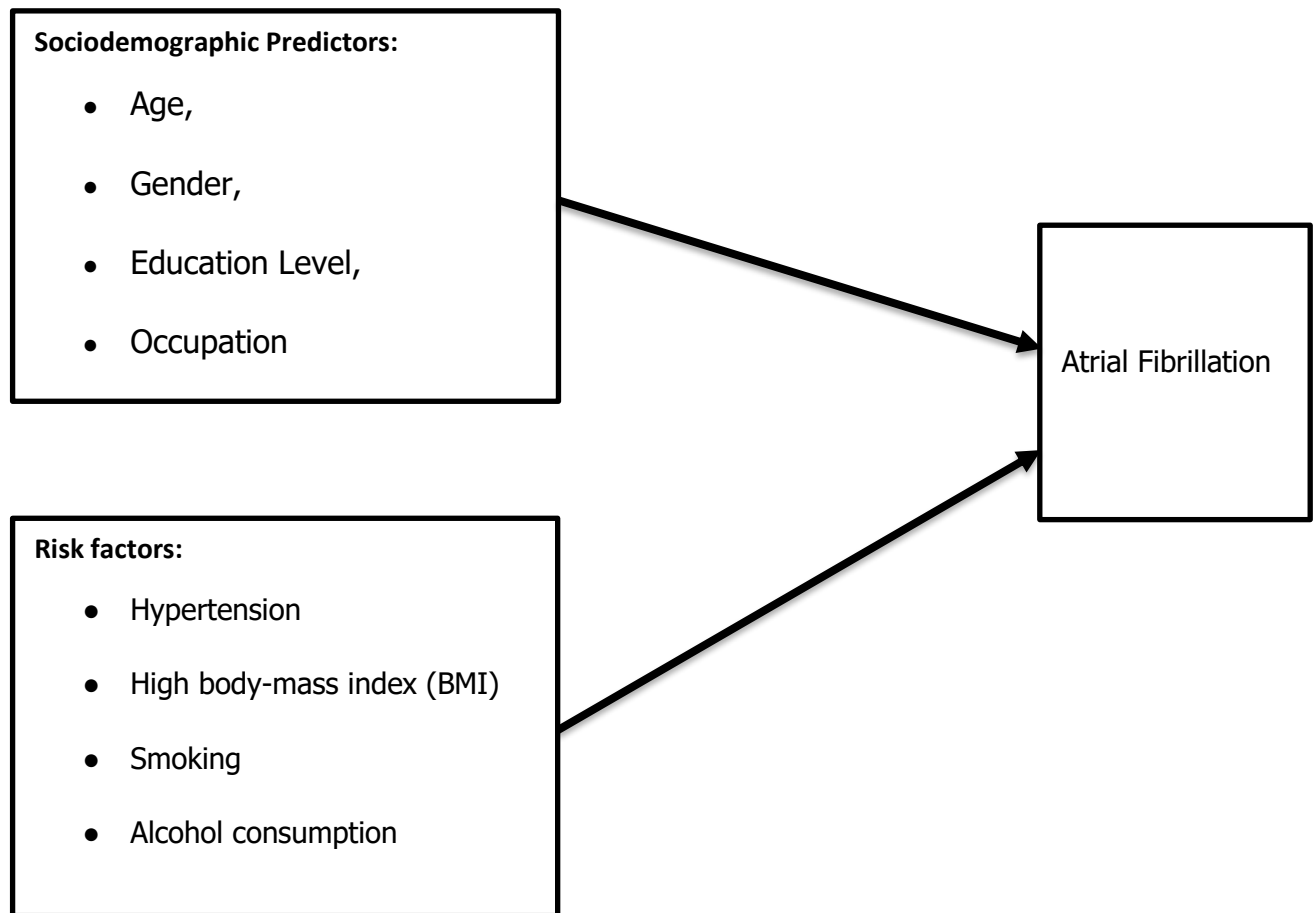 Sociodemographic Predictors:
● Age,
● Gender,
● Education Level,
● Occupation
Atrial Fibrillation
Risk factors:
● Hypertension
● High body-mass index (BMI)
● Smoking
● Alcohol consumption